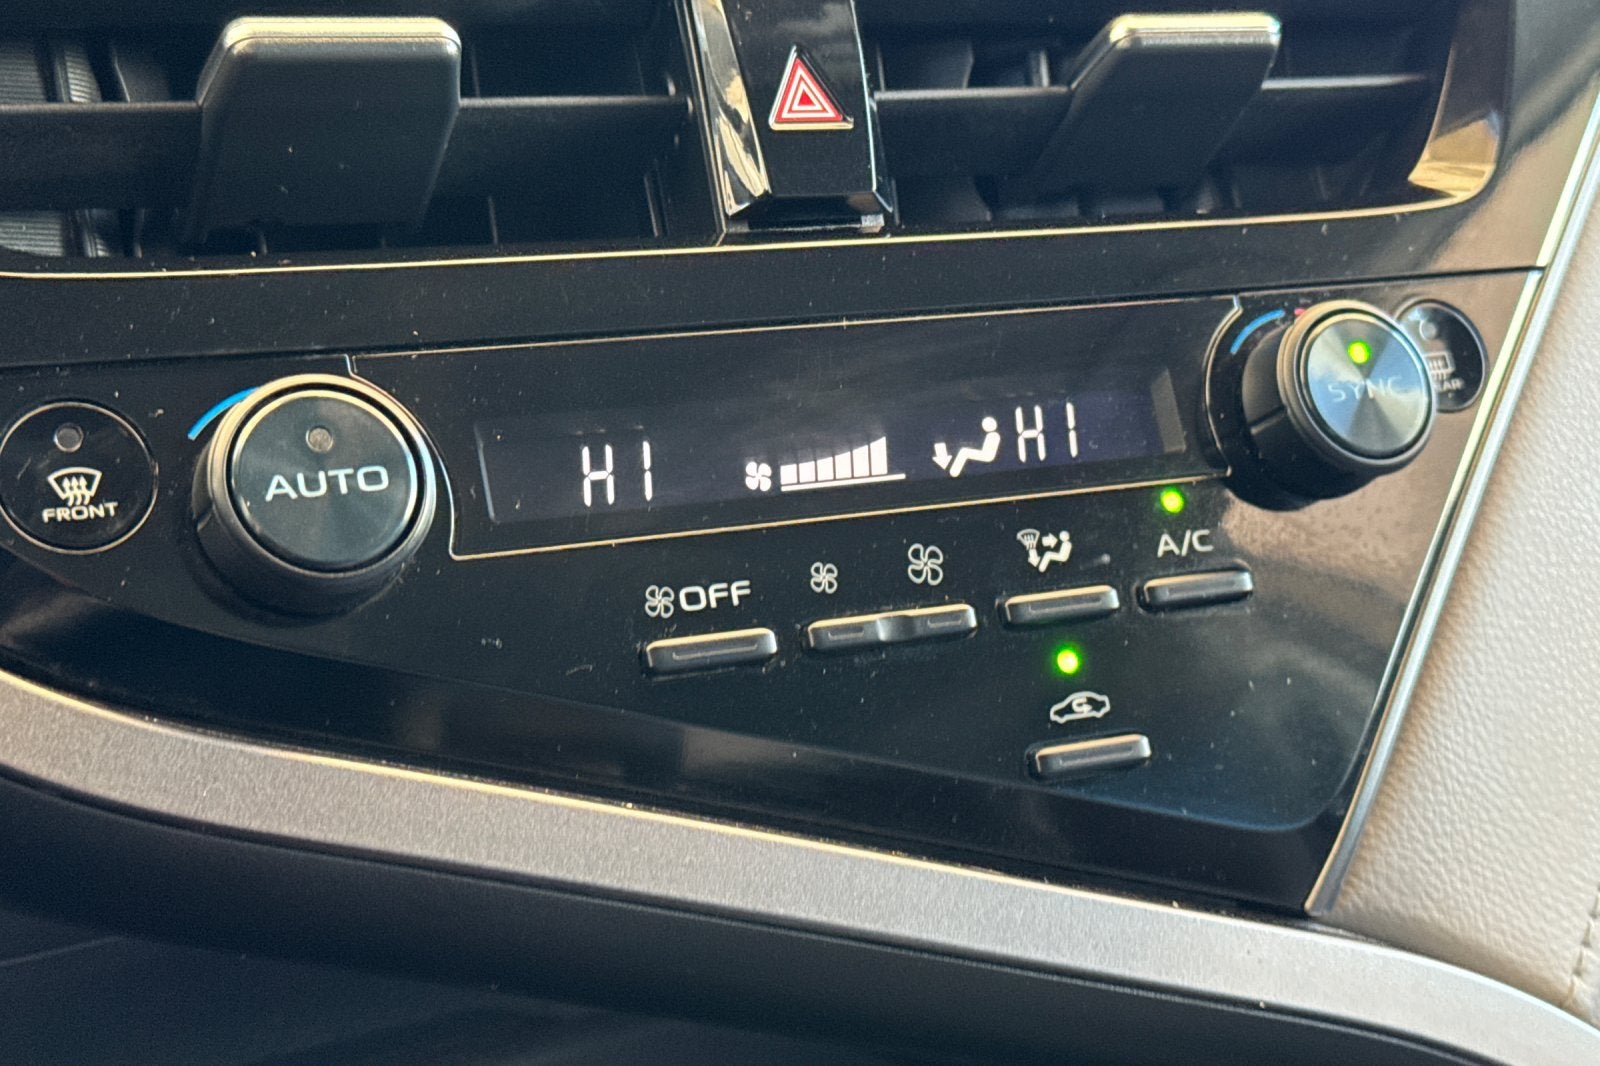 SYNC
HI HI
AUTO
FRONT
A/C
OFF